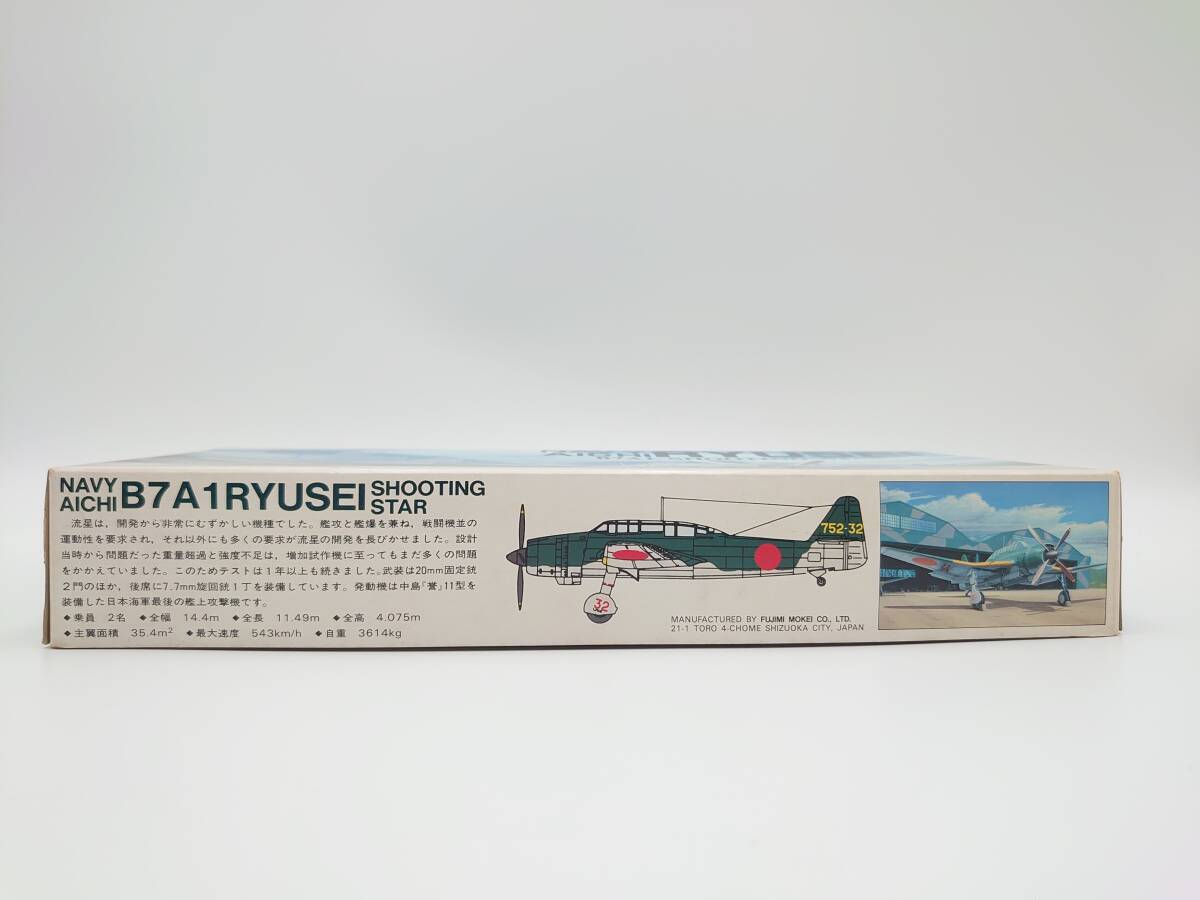 NAVY
AICHI B7A1RYUSEI SHOOTING
STAR
流星は,開発から非常にむずかしい機種でした。艦攻と艦爆を兼ね,戦闘機並の
運動性を要求され,それ以外にも多くの要求が流星の開発を長びかせました。設計
当時から問題だった重量超過と強度不足は,増加試作機に至ってもまだ多くの問題
をかかえていました。このためテストは1年以上も続きました。武装は20mm固定銃
2門のほか,後席に7.7mm旋回銃1丁を装備しています。発動機は中島「誉」11型を
装備した日本海軍最後の艦上攻撃機です。
◆乗員 2名 ◆全幅 14.4m ◆全長 11.49m ◆全高 4.075m
◆主翼面積 35.4m² ◆最大速度 543km/h ◆自重 3614kg
752-32
32
MANUFACTURED BY FUJIMI MOKEI CO., LTD.
21-1 TORO 4-CHOME SHIZUOKA CITY, JAPAN